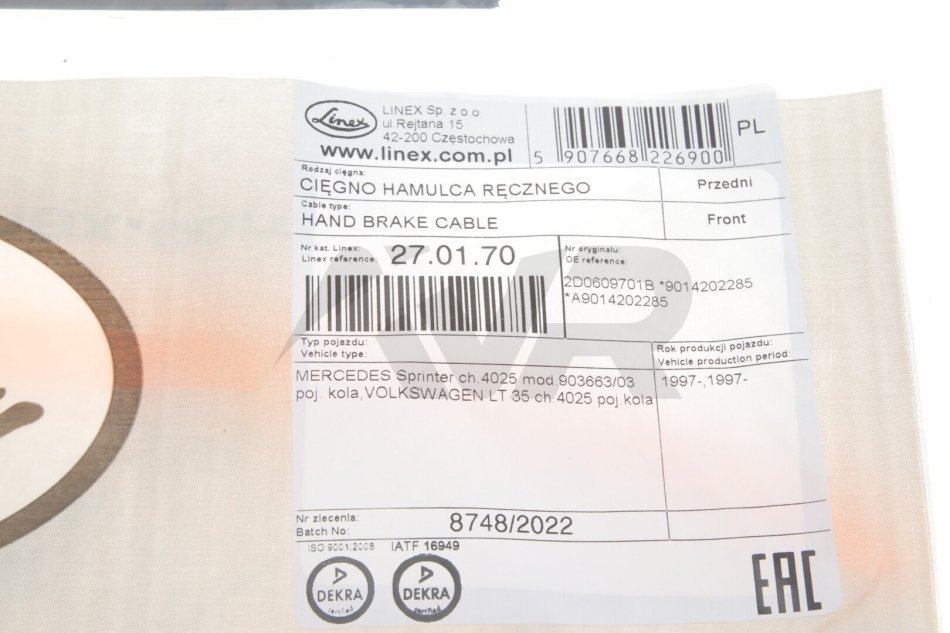 Linex
LINEX Sp. z o.o.
ul.Rejtana 15
42-200 Częstochowa
www.linex.com.pl
5 907668 226900
PL
Rodzaj cięgna:
CIĘGNO HAMULCA RĘCZNEGO
Przedni
Cable type:
HAND BRAKE CABLE
Front
Nr kat. Linex:
Linex reference:
27.01.70
Nr oryginału:
OE reference:
2D0609701B *9014202285
*A9014202285
Typ pojazdu:
Vehicle type:
Rok produkcji pojazdu:
Vehicle production period:
MERCEDES Sprinter ch.4025 mod.903663/03
poj. kola,VOLKSWAGEN LT 35 ch.4025 poj.kola
1997-,1997-
Nr zlecenia:
Batch No:
8748/2022
ISO 9001:2008
IATF 16949
DEKRA
certified
DEKRA
certified
EAC
AVR